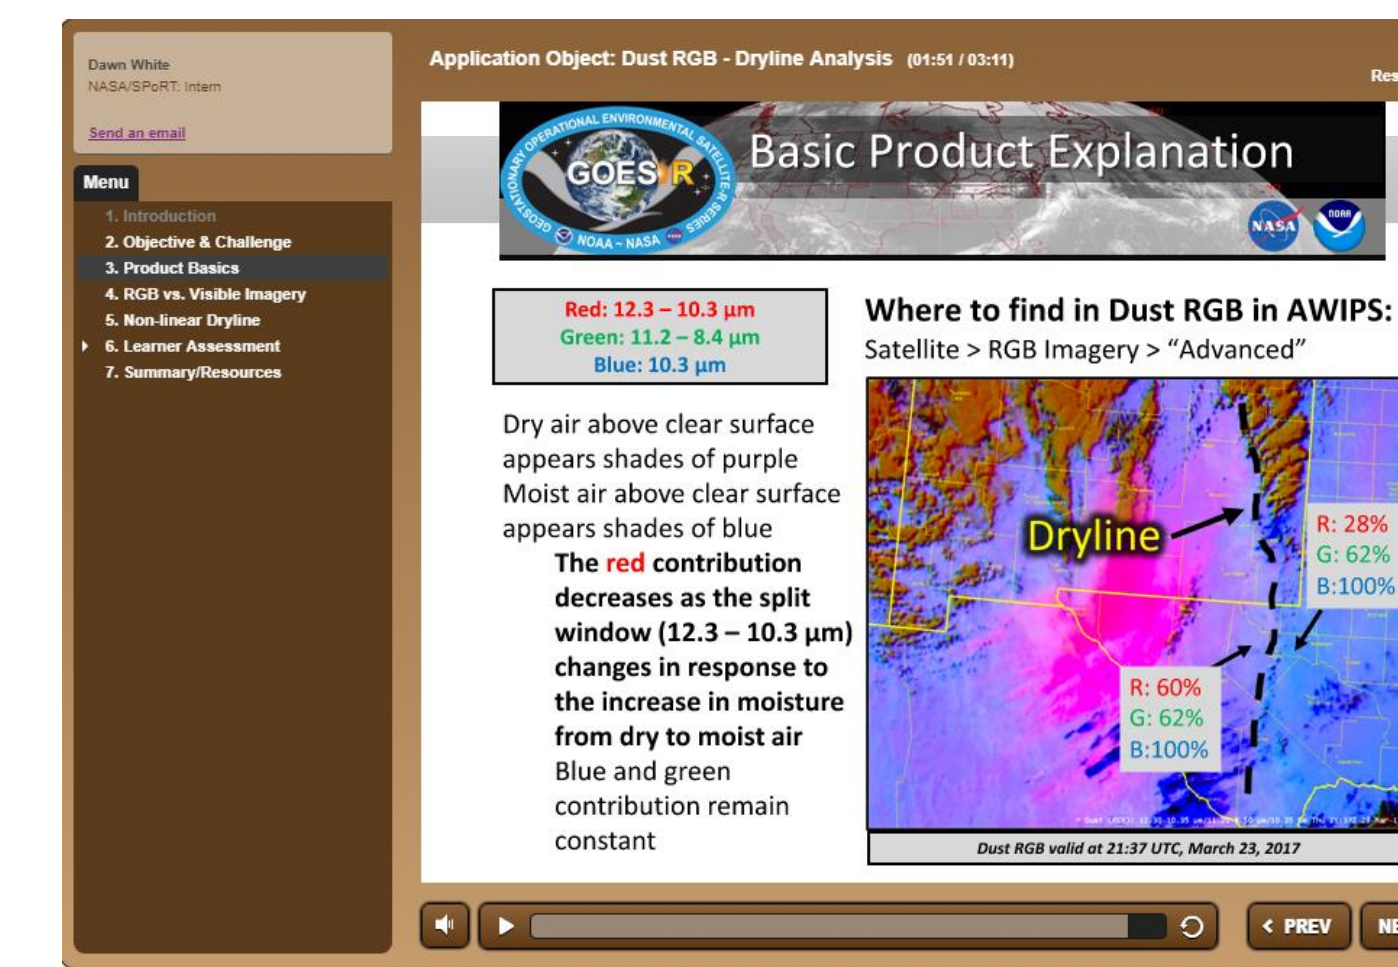 Dawn White
NASA/SPoRT: Intern
Send an email
Menu
1. Introduction
2. Objective & Challenge
3. Product Basics
4. RGB vs. Visible Imagery
5. Non-linear Dryline
6. Learner Assessment
7. Summary/Resources
Application Object: Dust RGB - Dryline Analysis (01:51 / 03:11)
Res
GEOSTATIONARY OPERATIONAL ENVIRONMENTAL SATELLITE-R SERIES
GOES R
NOAA ~ NASA
Basic Product Explanation
NASA
NOAA
Red: 12.3 – 10.3 µm
Green: 11.2 – 8.4 µm
Blue: 10.3 µm
Dry air above clear surface
appears shades of purple
Moist air above clear surface
appears shades of blue
The red contribution
decreases as the split
window (12.3 – 10.3 µm)
changes in response to
the increase in moisture
from dry to moist air
Blue and green
contribution remain
constant
Where to find in Dust RGB in AWIPS:
Satellite > RGB Imagery > “Advanced”
Dryline
R: 28%
G: 62%
B:100%
R: 60%
G: 62%
B:100%
Dust RGB valid at 21:37 UTC, March 23, 2017
< PREV
NE